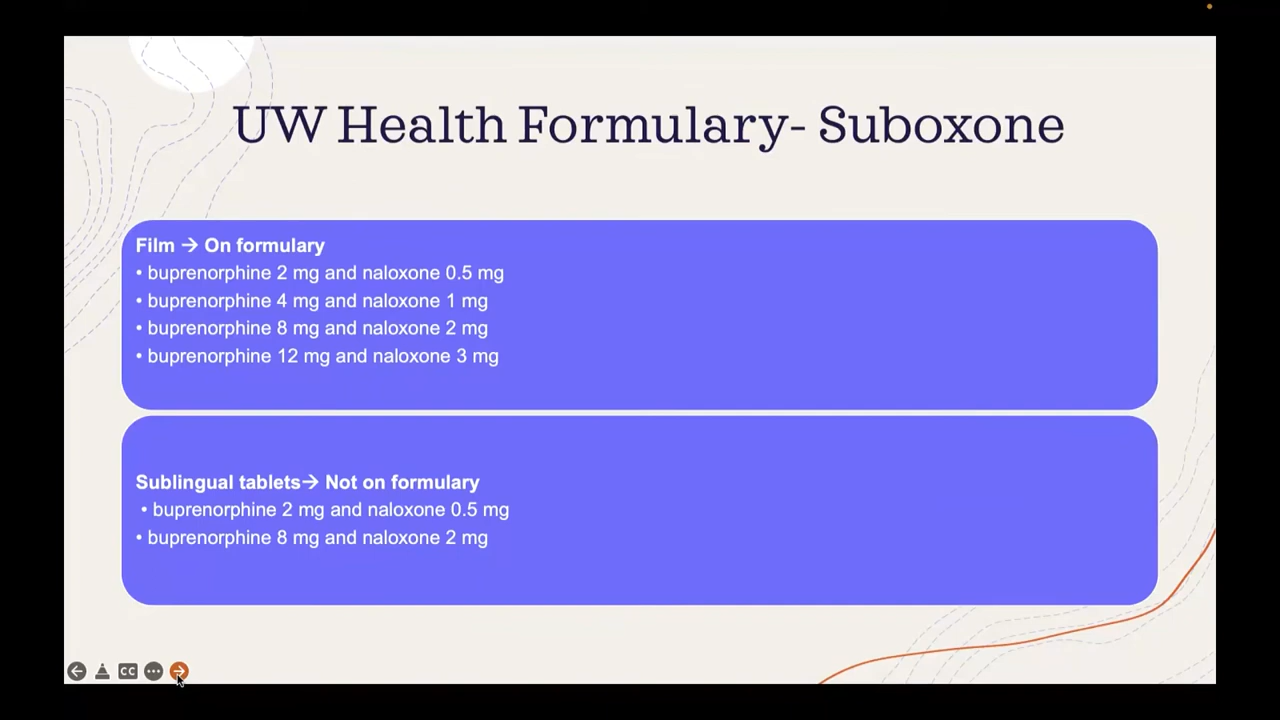 UW Health Formulary- Suboxone
Film → On formulary
• buprenorphine 2 mg and naloxone 0.5 mg
• buprenorphine 4 mg and naloxone 1 mg
• buprenorphine 8 mg and naloxone 2 mg
• buprenorphine 12 mg and naloxone 3 mg
Sublingual tablets→ Not on formulary
• buprenorphine 2 mg and naloxone 0.5 mg
• buprenorphine 8 mg and naloxone 2 mg
CC